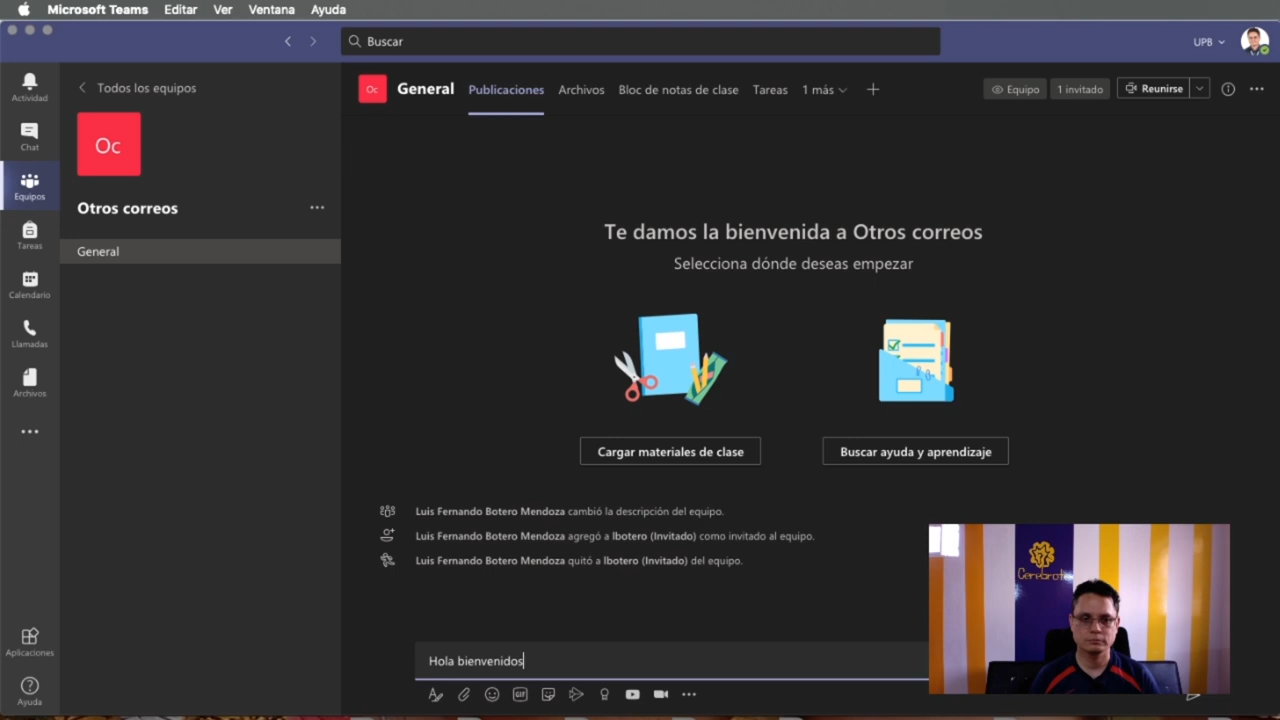 Microsoft Teams Editar Ver Ventana Ayuda
Buscar
UPB
Actividad
Chat
Equipos
Tareas
Calendario
Llamadas
Archivos
Aplicaciones
Ayuda
Todos los equipos
Oc
Otros correos
General
Oc General Publicaciones Archivos Bloc de notas de clase Tareas 1 más
Equipo 1 invitado Reunirse
Te damos la bienvenida a Otros correos
Selecciona dónde deseas empezar
Cargar materiales de clase
Buscar ayuda y aprendizaje
Luis Fernando Botero Mendoza cambió la descripción del equipo.
Luis Fernando Botero Mendoza agregó a lbotero (Invitado) como invitado al equipo.
Luis Fernando Botero Mendoza quitó a lbotero (Invitado) del equipo.
Hola bienvenidos
GIF